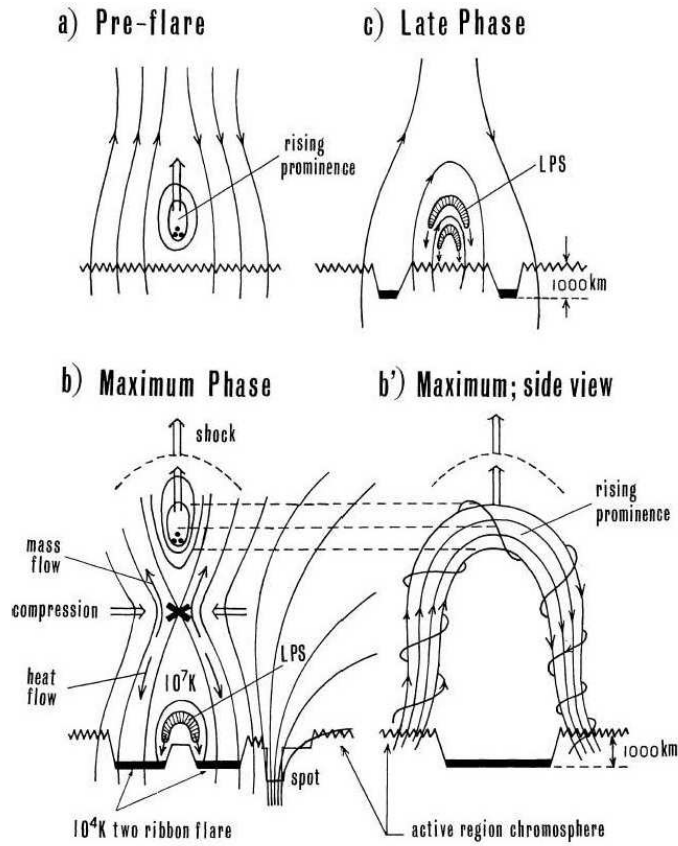 a) Pre-flare
rising
prominence
c) Late Phase
LPS
1000km
b) Maximum Phase
shock
mass
flow
compression
heat
flow
10⁷K
LPS
spot
10⁴K two ribbon flare
b') Maximum; side view
rising
prominence
1000km
active region chromosphere